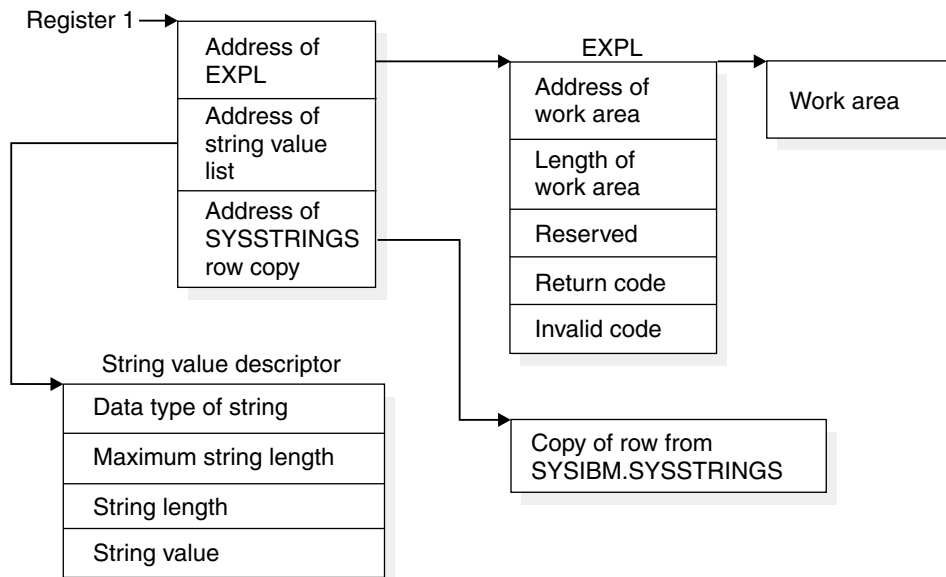 Register 1
Address of
EXPL
Address of
string value
list
Address of
SYSSTRINGS
row copy
EXPL
Address of
work area
Length of
work area
Reserved
Return code
Invalid code
Work area
String value descriptor
Data type of string
Maximum string length
String length
String value
Copy of row from
SYSIBM.SYSSTRINGS